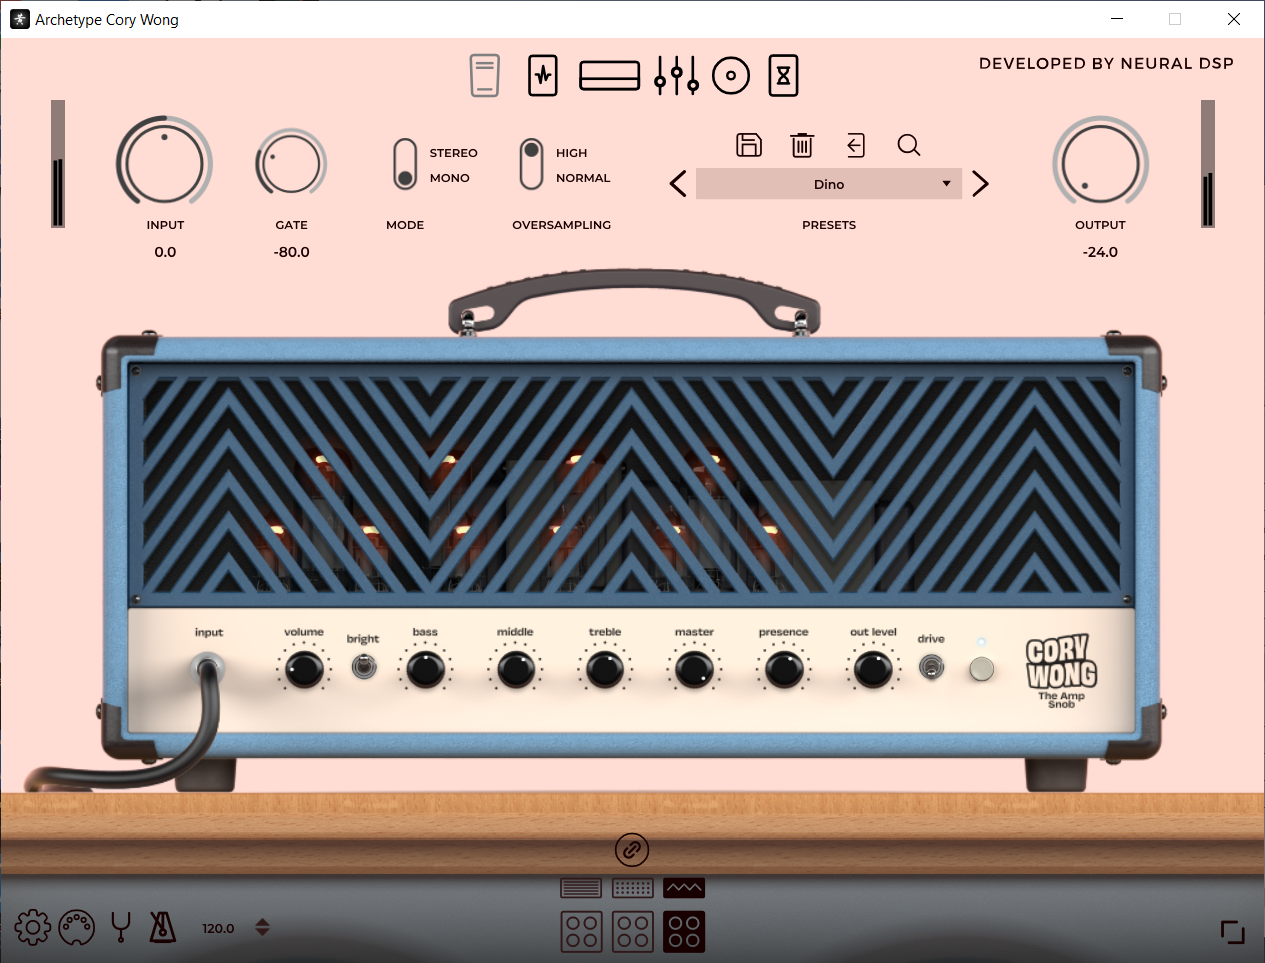 Archetype Cory Wong
DEVELOPED BY NEURAL DSP
STEREO
MONO
HIGH
NORMAL
Dino
INPUT
GATE
MODE
OVERSAMPLING
PRESETS
OUTPUT
0.0
-80.0
-24.0
input
volume
bright
bass
middle
treble
master
presence
out level
drive
CORY
WONG
The Amp
Snob
120.0